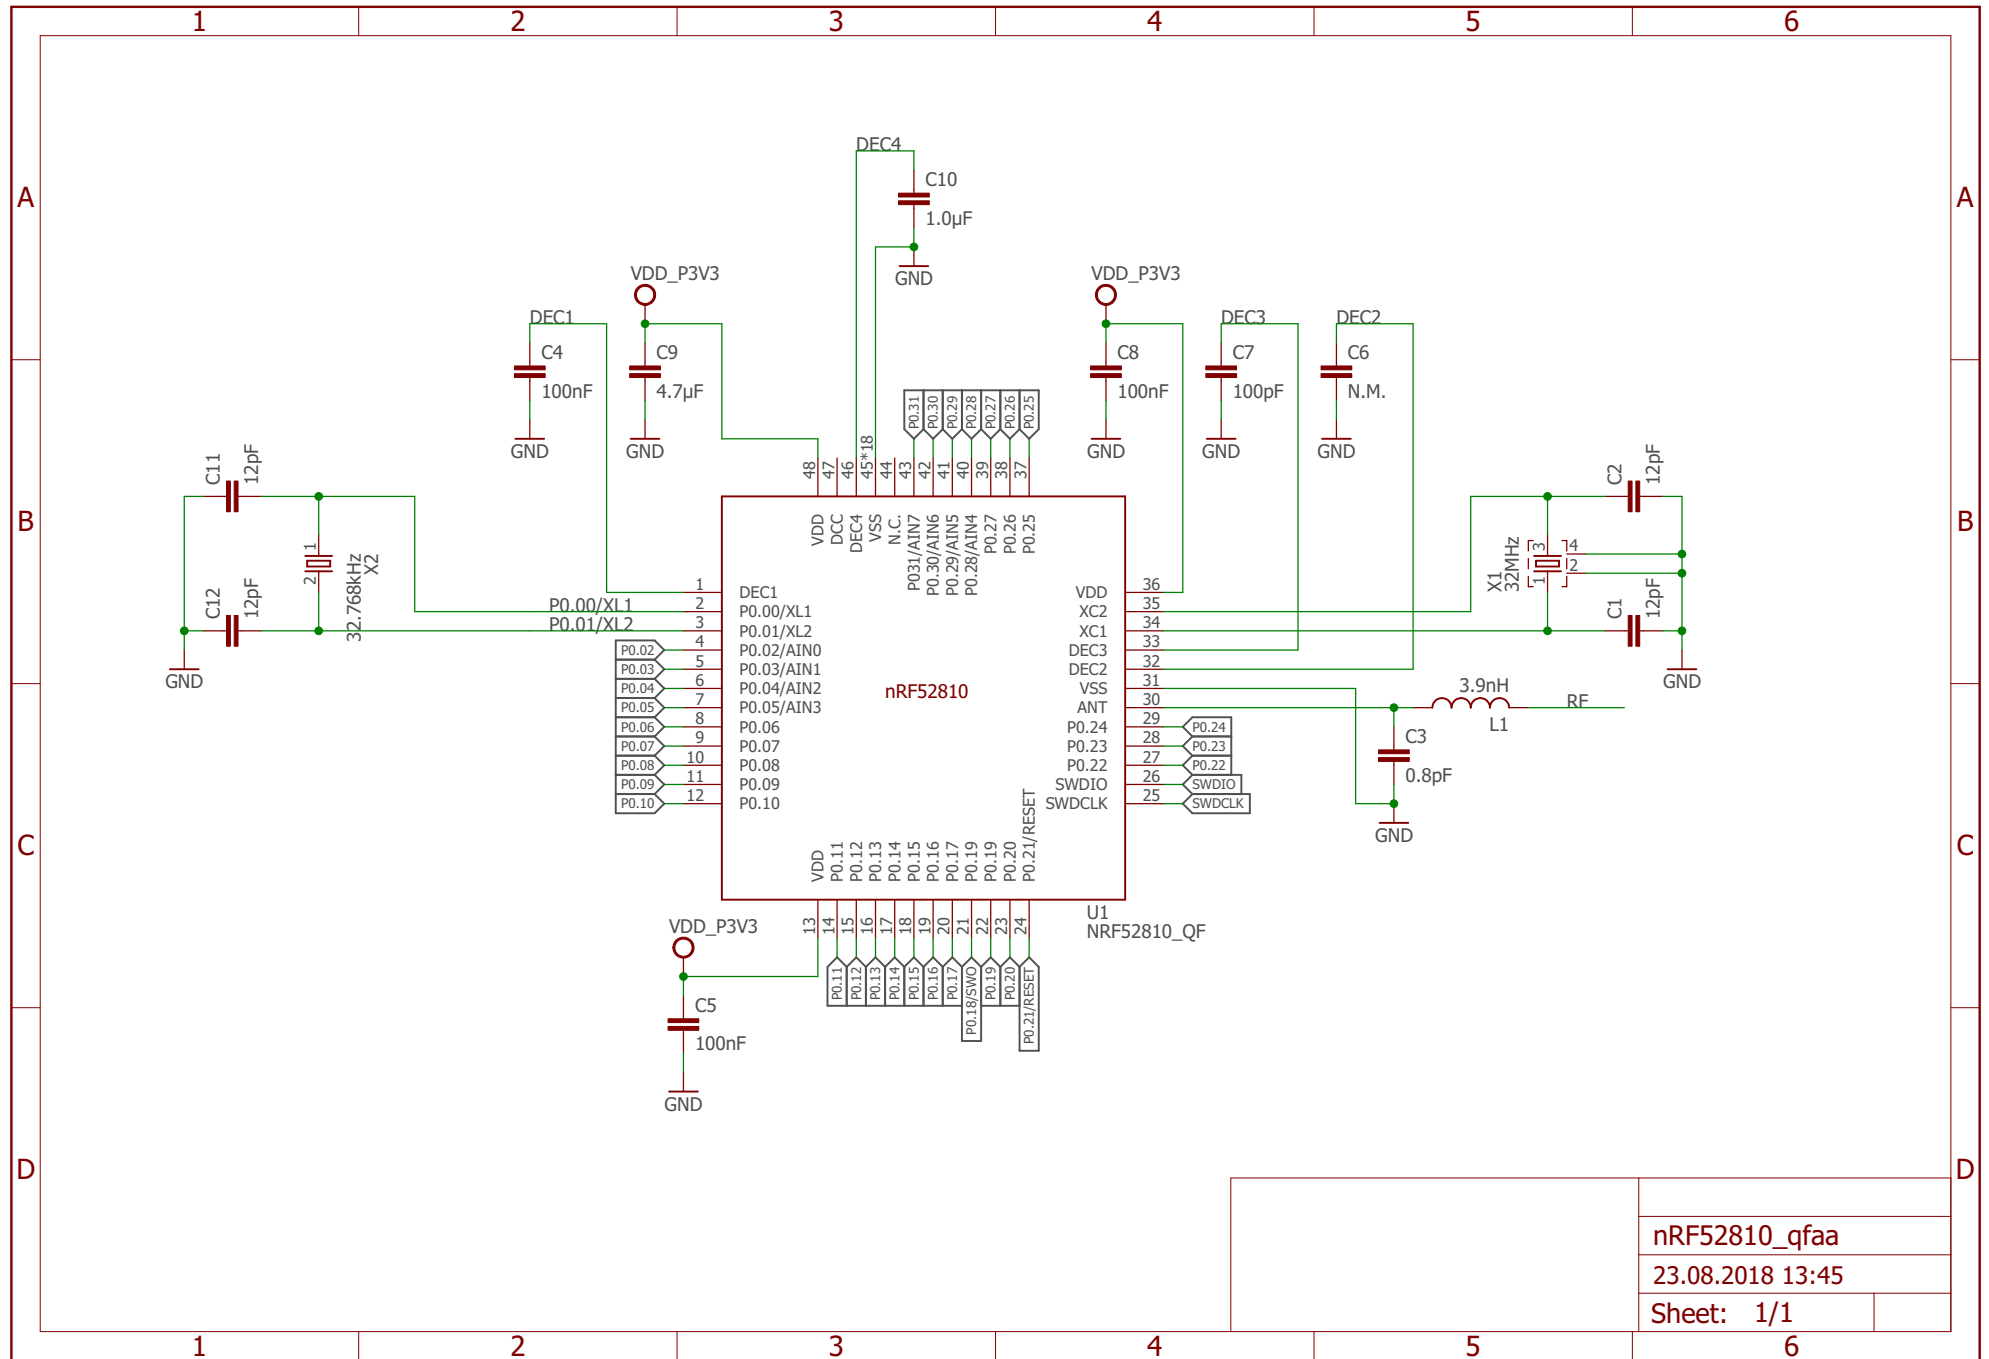 1 2 3 4 5 6
A A
B B
C C
D D
DEC4
C10
1.0µF
GND
VDD_P3V3
VDD_P3V3
DEC1
DEC3
DEC2
C4
100nF
GND
C9
4.7µF
GND
C8
100nF
GND
C7
100pF
GND
C6
N.M.
GND
P0.31
P0.30
P0.29
P0.28
P0.27
P0.26
P0.25
48
47
46
45*18
44
43
42
41
40
39
38
37
VDD
DCC
DEC4
VSS
N.C.
P031/AIN7
P0.30/AIN6
P0.29/AIN5
P0.28/AIN4
P0.27
P0.26
P0.25
C11
12pF
C12
12pF
1
2
32.768kHz
X2
GND
P0.00/XL1
P0.01/XL2
1 DEC1
2 P0.00/XL1
3 P0.01/XL2
P0.02 4 P0.02/AIN0
P0.03 5 P0.03/AIN1
P0.04 6 P0.04/AIN2
P0.05 7 P0.05/AIN3
P0.06 8 P0.06
P0.07 9 P0.07
P0.08 10 P0.08
P0.09 11 P0.09
P0.10 12 P0.10
nRF52810
VDD 36
XC2 35
XC1 34
DEC3 33
DEC2 32
VSS 31
ANT 30
P0.24 29 P0.24
P0.23 28 P0.23
P0.22 27 P0.22
SWDIO 26 SWDIO
SWDCLK 25 SWDCLK
C2
12pF
X1
32MHz
3
1
4
2
C1
12pF
GND
3.9nH
L1
RF
C3
0.8pF
GND
VDD
P0.11
P0.12
P0.13
P0.14
P0.15
P0.16
P0.17
P0.19
P0.19
P0.20
P0.21/RESET
13
14
15
16
17
18
19
20
21
22
23
24
P0.11
P0.12
P0.13
P0.14
P0.15
P0.16
P0.17
P0.18/SWO
P0.19
P0.20
P0.21/RESET
U1
NRF52810_QF
VDD_P3V3
C5
100nF
GND
nRF52810_qfaa
23.08.2018 13:45
Sheet: 1/1
1 2 3 4 5 6